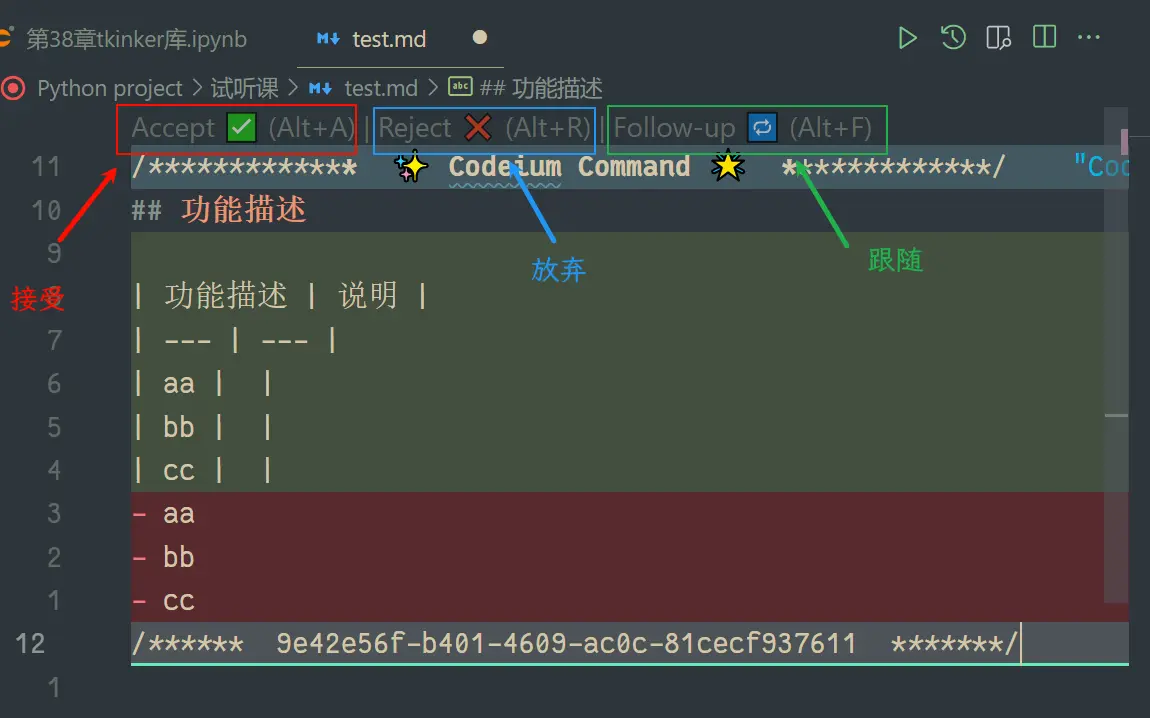 第38章tkinker库.ipynb test.md
Python project > 试听课 > test.md > abc ## 功能描述
Accept ✅ (Alt+A) | Reject ❌ (Alt+R) | Follow-up 🔁 (Alt+F)
11 /************* ✨ Codeium Command 🌟 *************/ "Coc
10 ## 功能描述
9
放弃
跟随
接受
8 | 功能描述 | 说明 |
7 | --- | --- |
6 | aa | |
5 | bb | |
4 | cc | |
3 - aa
2 - bb
1 - cc
12 /****** 9e42e56f-b401-4609-ac0c-81cecf937611 *******/
1